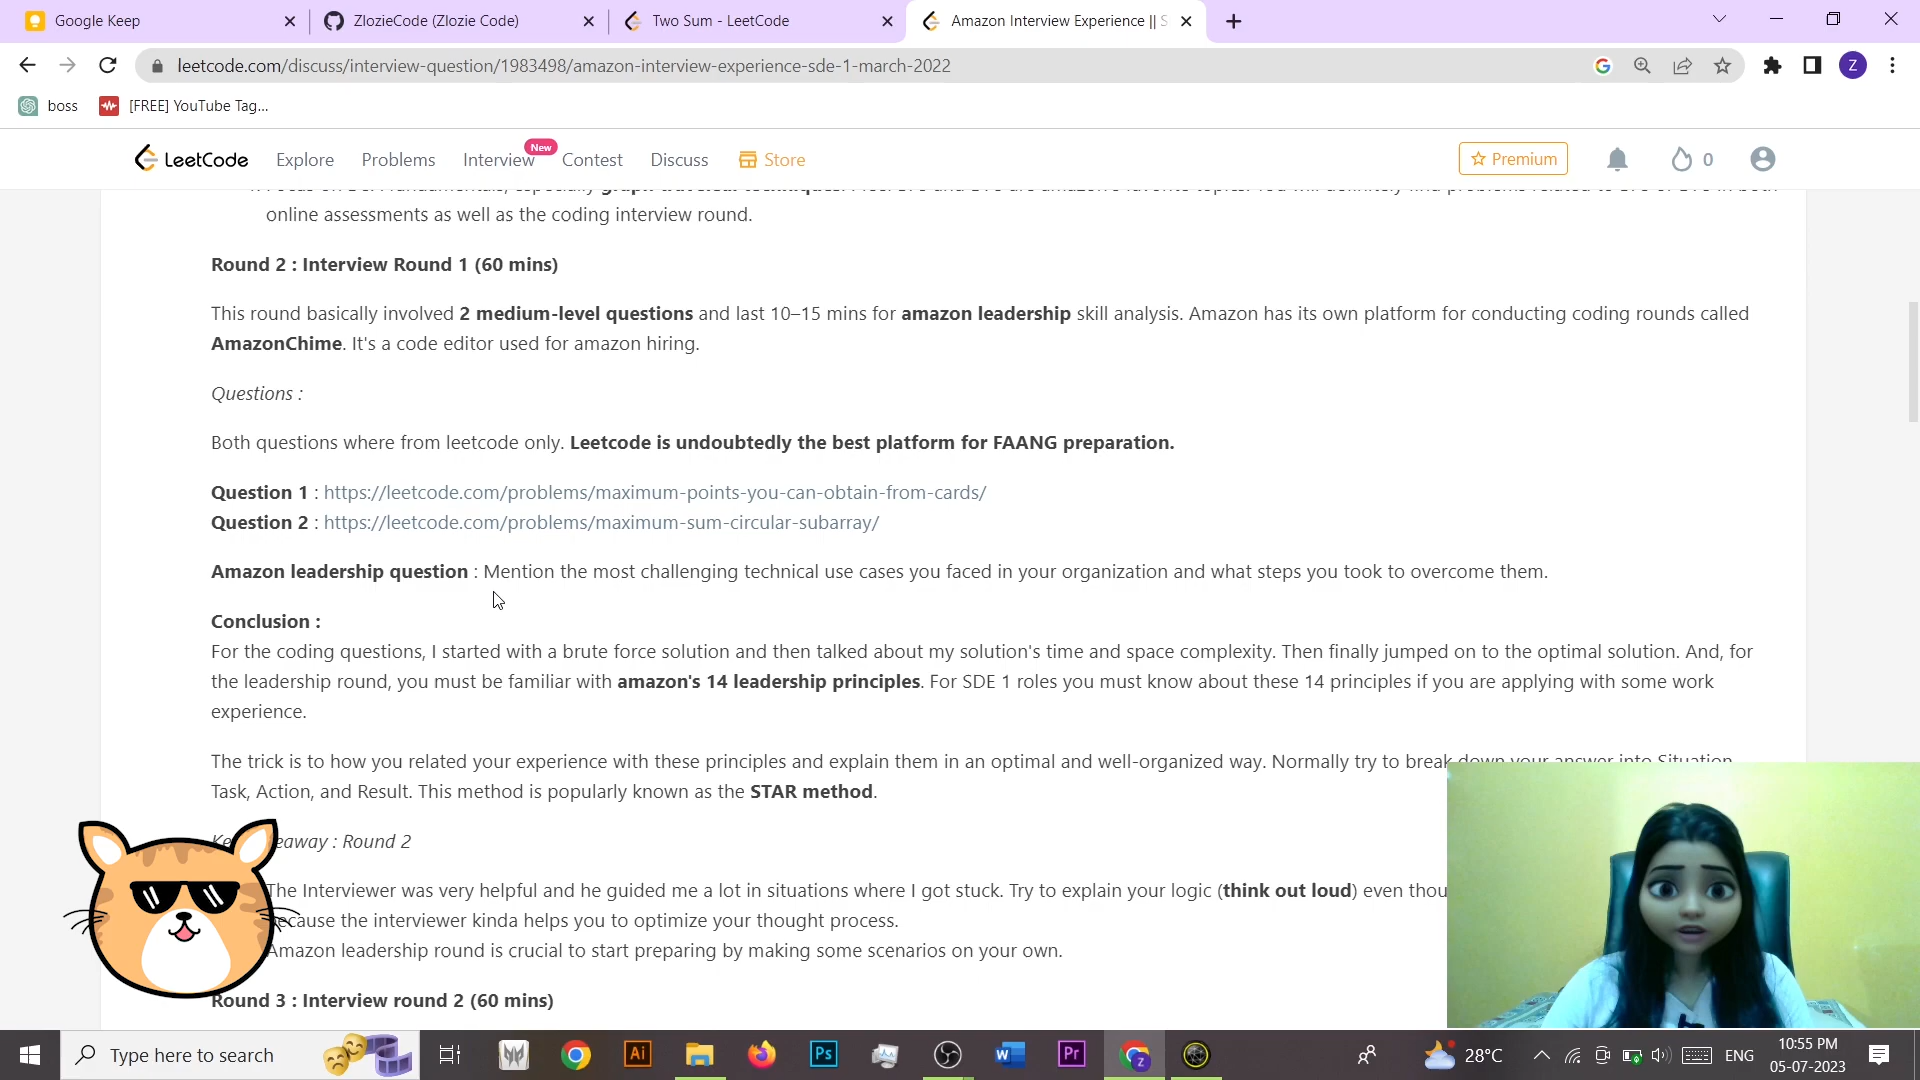 Google Keep
ZlozieCode (Zlozie Code)
Two Sum - LeetCode
Amazon Interview Experience || S
leetcode.com/discuss/interview-question/1983498/amazon-interview-experience-sde-1-march-2022
Z
boss
[FREE] YouTube Tag...
LeetCode
Explore
Problems
Interview
New
Contest
Discuss
Store
Premium
0
online assessments as well as the coding interview round.
Round 2 : Interview Round 1 (60 mins)
This round basically involved 2 medium-level questions and last 10–15 mins for amazon leadership skill analysis. Amazon has its own platform for conducting coding rounds called
AmazonChime. It's a code editor used for amazon hiring.
Questions :
Both questions where from leetcode only. Leetcode is undoubtedly the best platform for FAANG preparation.
Question 1 : https://leetcode.com/problems/maximum-points-you-can-obtain-from-cards/
Question 2 : https://leetcode.com/problems/maximum-sum-circular-subarray/
Amazon leadership question : Mention the most challenging technical use cases you faced in your organization and what steps you took to overcome them.
Conclusion :
For the coding questions, I started with a brute force solution and then talked about my solution's time and space complexity. Then finally jumped on to the optimal solution. And, for
the leadership round, you must be familiar with amazon's 14 leadership principles. For SDE 1 roles you must know about these 14 principles if you are applying with some work
experience.
The trick is to how you related your experience with these principles and explain them in an optimal and well-organized way. Normally try to break down your answer into Situation
Task, Action, and Result. This method is popularly known as the STAR method.
eaway : Round 2
The Interviewer was very helpful and he guided me a lot in situations where I got stuck. Try to explain your logic (think out loud) even thou
ecause the interviewer kinda helps you to optimize your thought process.
Amazon leadership round is crucial to start preparing by making some scenarios on your own.
Round 3 : Interview round 2 (60 mins)
Type here to search
Ai
Ps
Pr
28°C
ENG
10:55 PM
05-07-2023